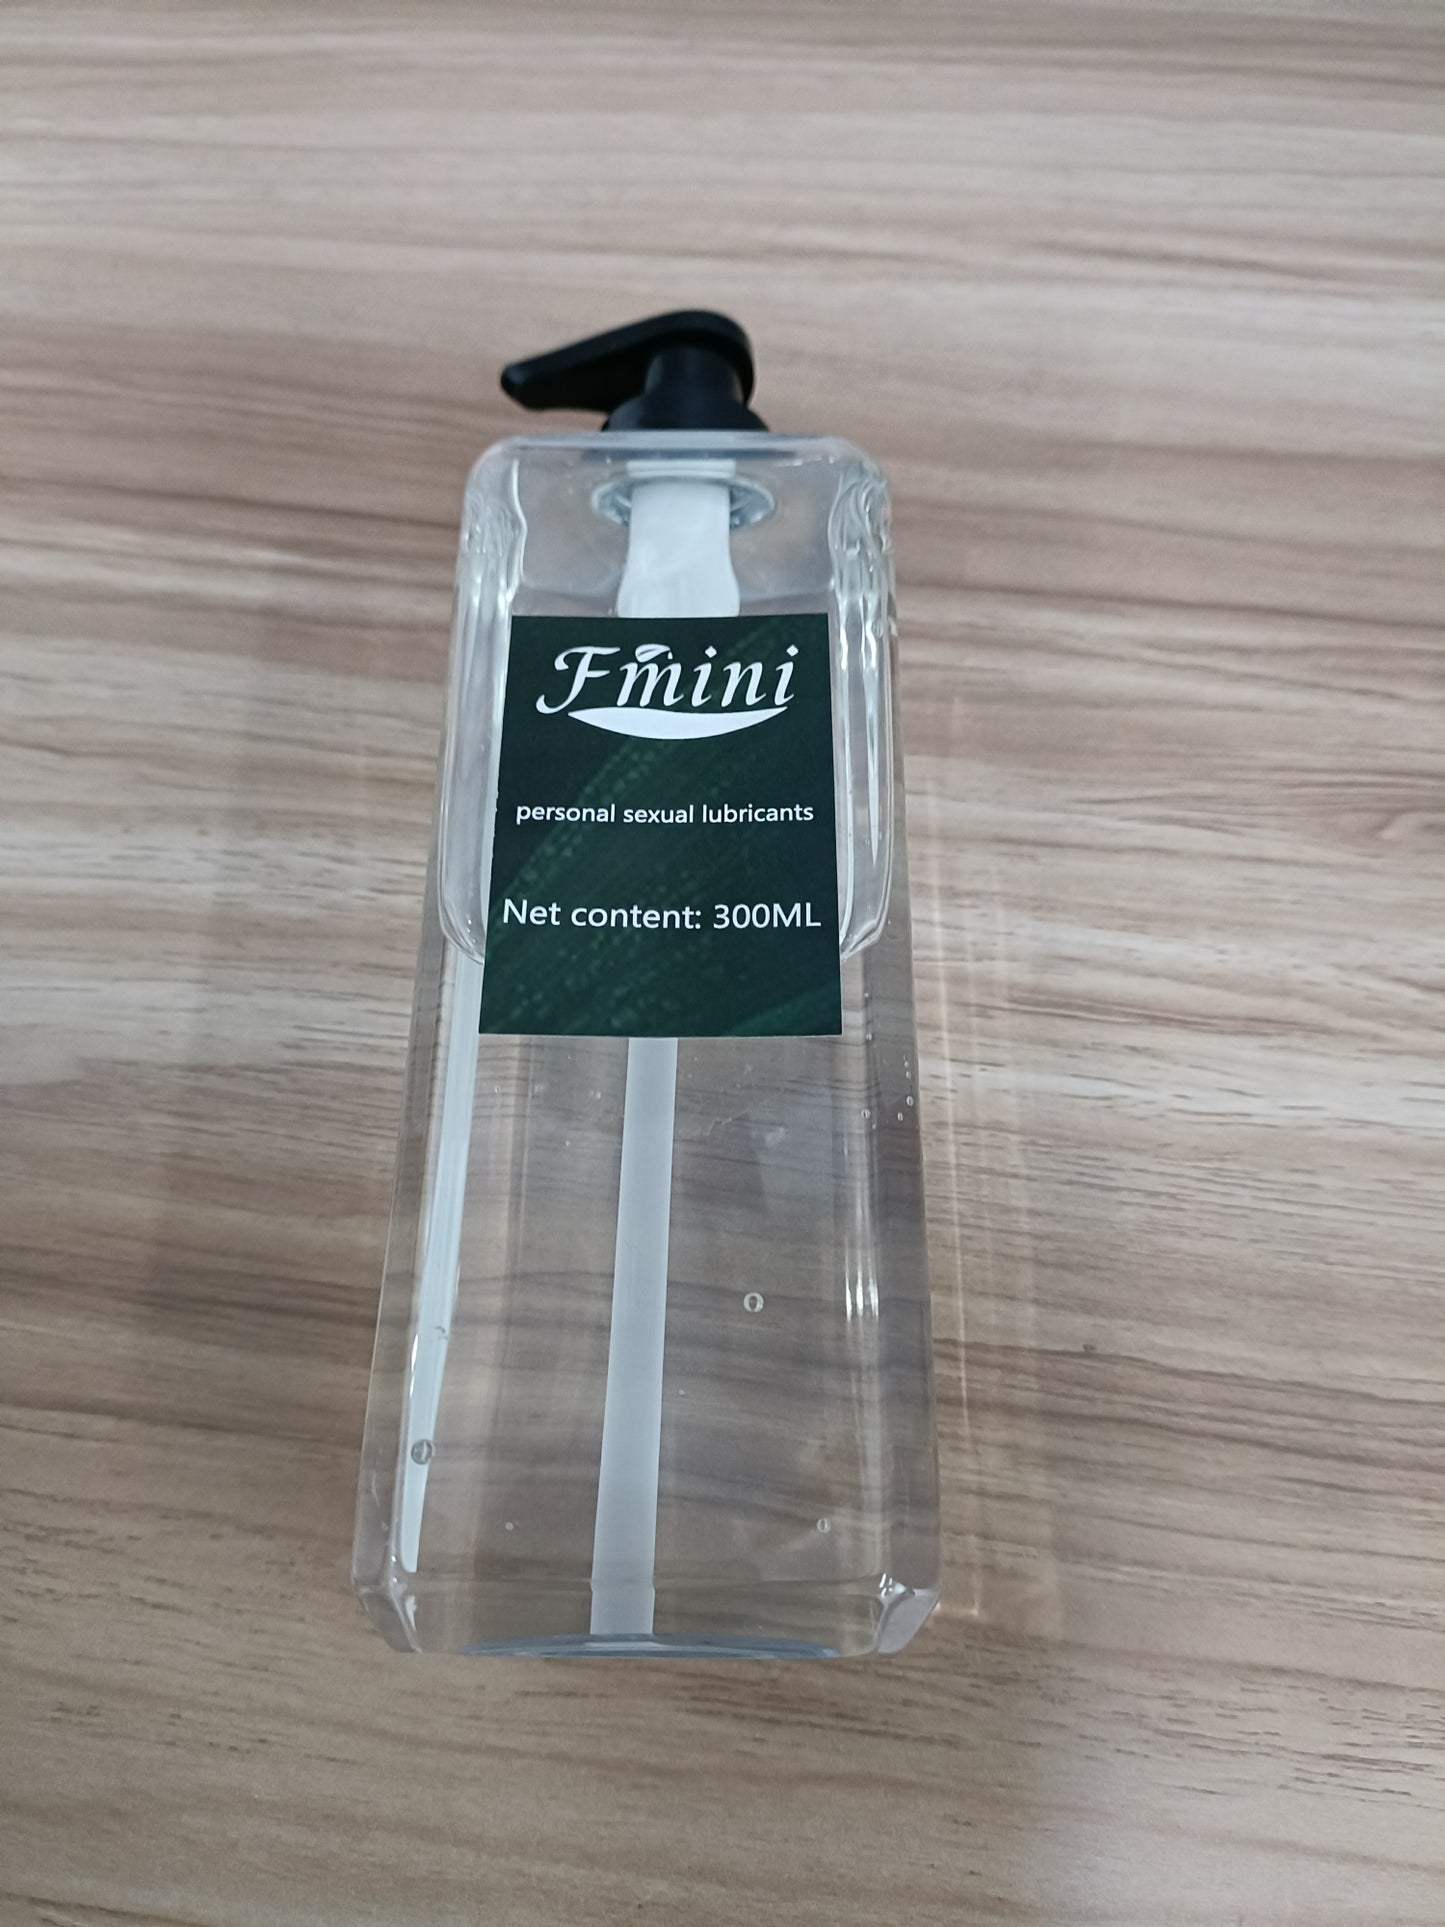 Fmini
personal sexual lubricants
Net content: 300ML